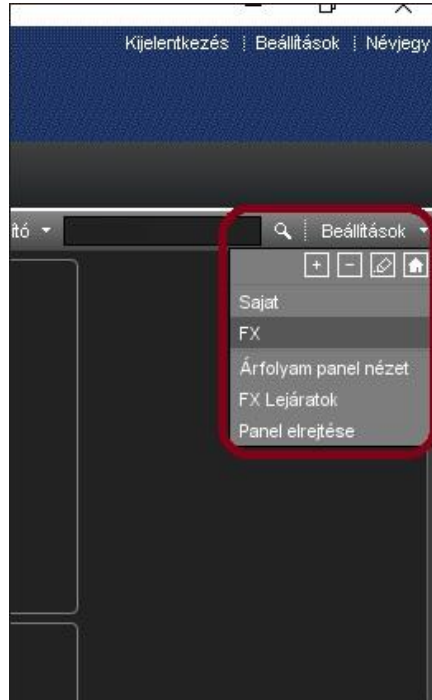 Kijelentkezés Beállítások Névjegy
ító Beállítások
Sajat
FX
Árfolyam panel nézet
FX Lejáratok
Panel elrejtése